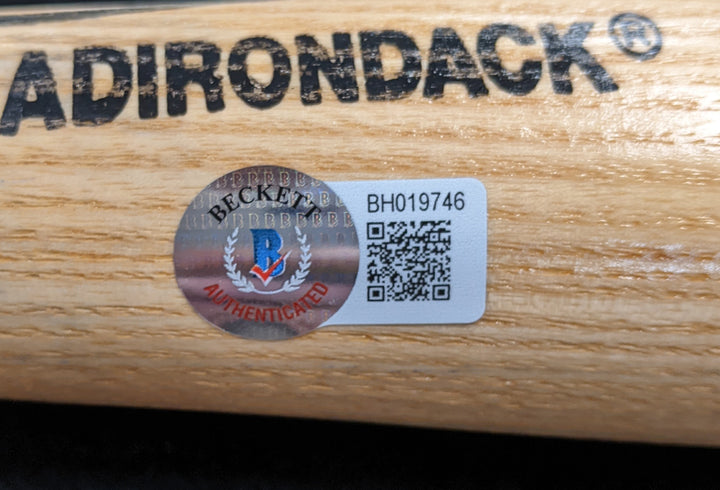 ADIRONDACK®
BECKETT
B
AUTHENTICATED
BH019746